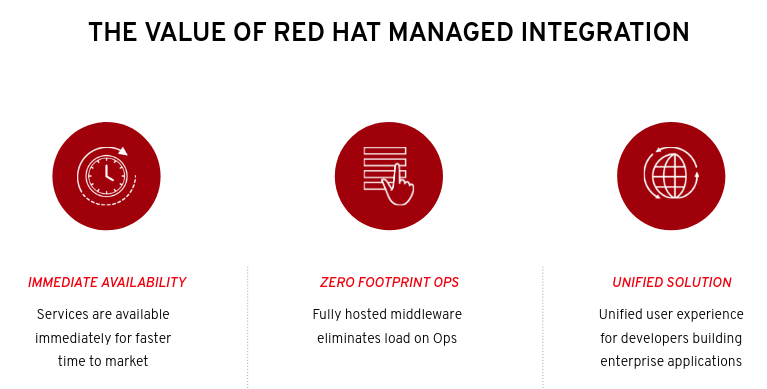 THE VALUE OF RED HAT MANAGED INTEGRATION
IMMEDIATE AVAILABILITY
Services are available
immediately for faster
time to market
ZERO FOOTPRINT OPS
Fully hosted middleware
eliminates load on Ops
UNIFIED SOLUTION
Unified user experience
for developers building
enterprise applications